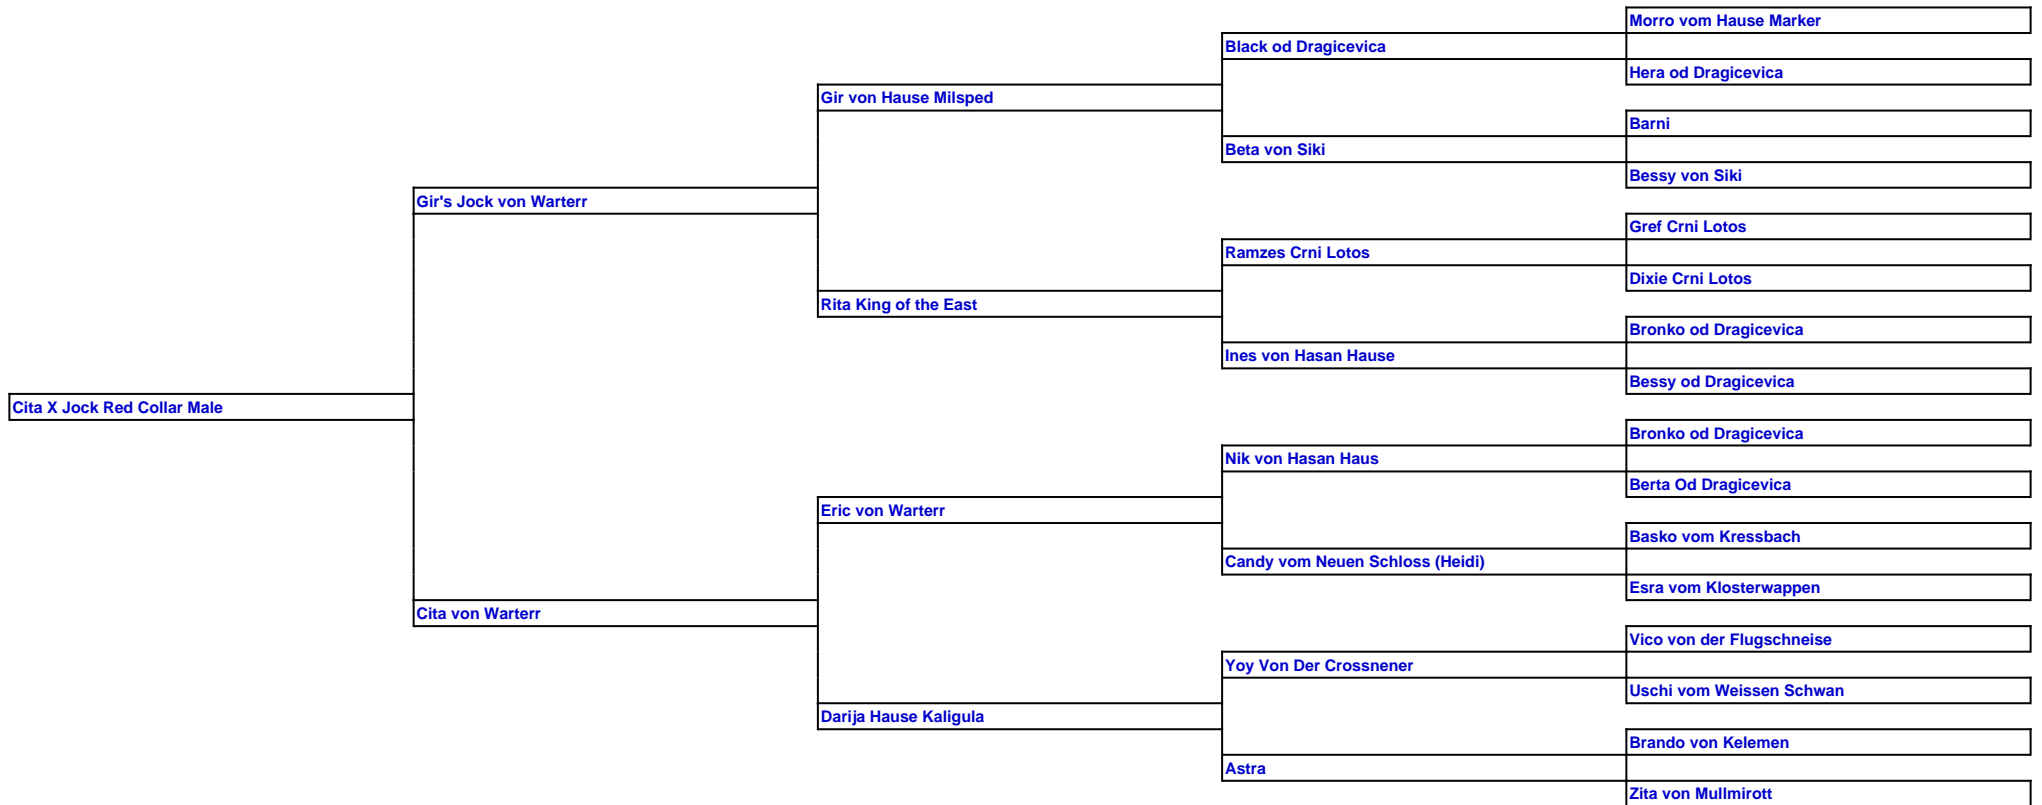 Morro vom Hause Marker
Black od Dragicevica
Hera od Dragicevica
Gir von Hause Milsped
Barni
Beta von Siki
Bessy von Siki
Gir's Jock von Warterr
Gref Crni Lotos
Ramzes Crni Lotos
Dixie Crni Lotos
Rita King of the East
Bronko od Dragicevica
Ines von Hasan Hause
Bessy od Dragicevica
Cita X Jock Red Collar Male
Bronko od Dragicevica
Nik von Hasan Haus
Berta Od Dragicevica
Eric von Warterr
Basko vom Kressbach
Candy vom Neuen Schloss (Heidi)
Esra vom Klosterwappen
Cita von Warterr
Vico von der Flugschneise
Yoy Von Der Crossnener
Uschi vom Weissen Schwan
Darija Hause Kaligula
Brando von Kelemen
Astra
Zita von Mullmirott